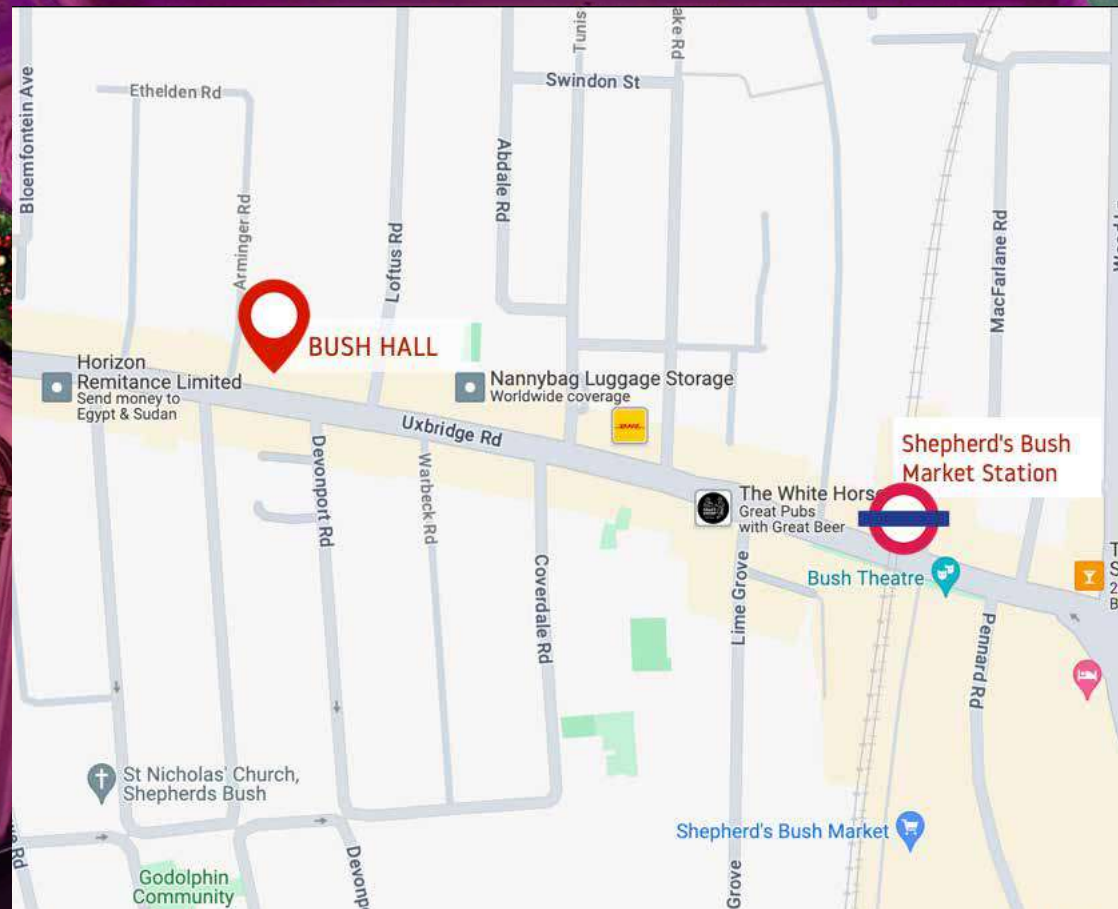 Tunis
ake Rd
Swindon St
Ethelden Rd
Bloemfontein Ave
Abdale Rd
Arminger Rd
Loftus Rd
MacFarlane Rd
BUSH HALL
Horizon
Remitance Limited
Send money to
Egypt & Sudan
Nannybag Luggage Storage
Worldwide coverage
Uxbridge Rd
Shepherd's Bush
Market Station
Devonport Rd
Warbeck Rd
The White Hors
Great Pubs
with Great Beer
Coverdale Rd
Lime Grove
Bush Theatre
T
S
2
B
Pennard Rd
St Nicholas' Church,
Shepherds Bush
Shepherd's Bush Market
Rd
Godolphin
Community
Devonp
Grove